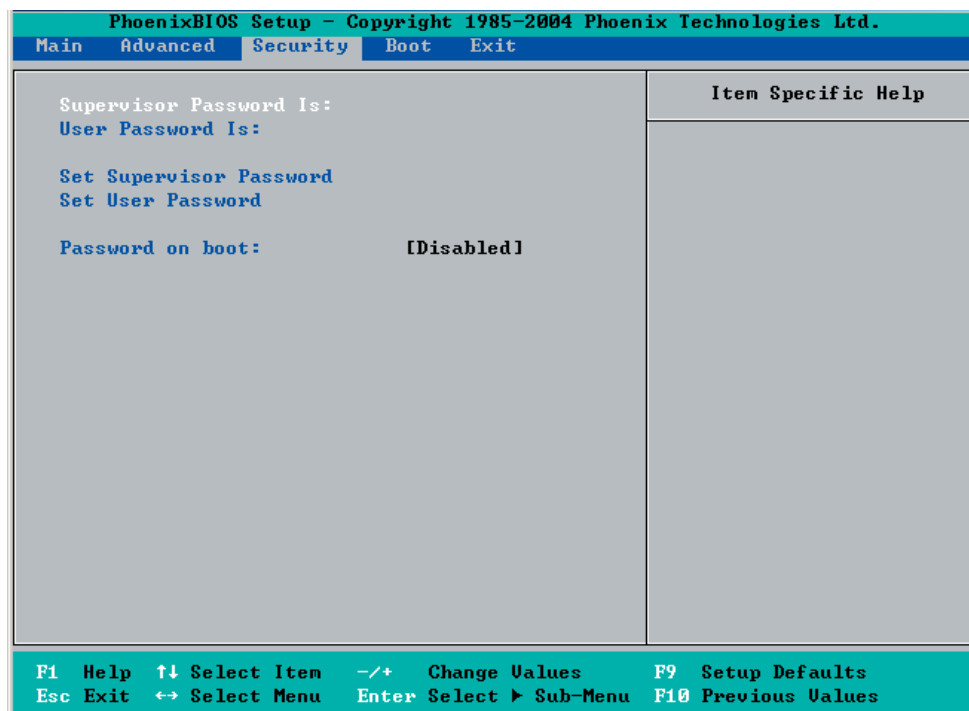 PhoenixBIOS Setup - Copyright 1985-2004 Phoenix Technologies Ltd.
Main Advanced Security Boot Exit
Supervisor Password Is:
User Password Is:
Set Supervisor Password
Set User Password
Password on boot: [Disabled]
Item Specific Help
F1 Help ↑↓ Select Item -/+ Change Values F9 Setup Defaults
Esc Exit ↔ Select Menu Enter Select ▶ Sub-Menu F10 Previous Values